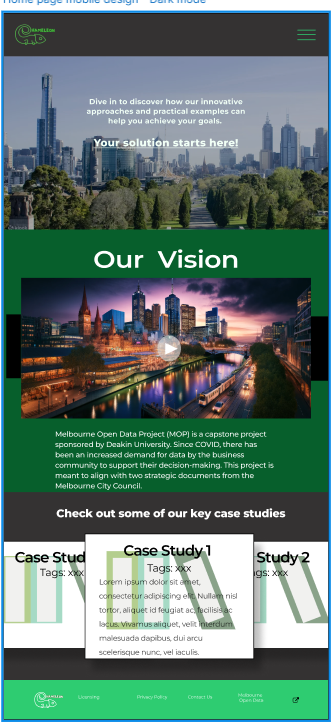 Home page mobile design - Dark mode
CHAMELEON
Dive in to discover how our innovative
approaches and practical examples can
help you achieve your goals.
Your solution starts here!
Our Vision
Melbourne Open Data Project (MOP) is a capstone project
sponsored by Deakin University. Since COVID, there has
been an increased demand for data by the business
community to support their decision-making. This project is
meant to align with two strategic documents from the
Melbourne City Council.
Check out some of our key case studies
Case Stud
Tags: xxx
Case Study 1
Tags: xxx
Lorem ipsum dolor sit amet,
consectetur adipiscing elit. Nullam nisl
tortor, aliquet id feugiat ac, facilisis ac
lacus. Vivamus aliquet, velit interdum
malesuada dapibus, dui arcu
scelerisque nunc, vel iaculis.
Study 2
gs: xxx
CHAMELEON
Licensing
Privacy Policy
Contact Us
Melbourne
Open Data